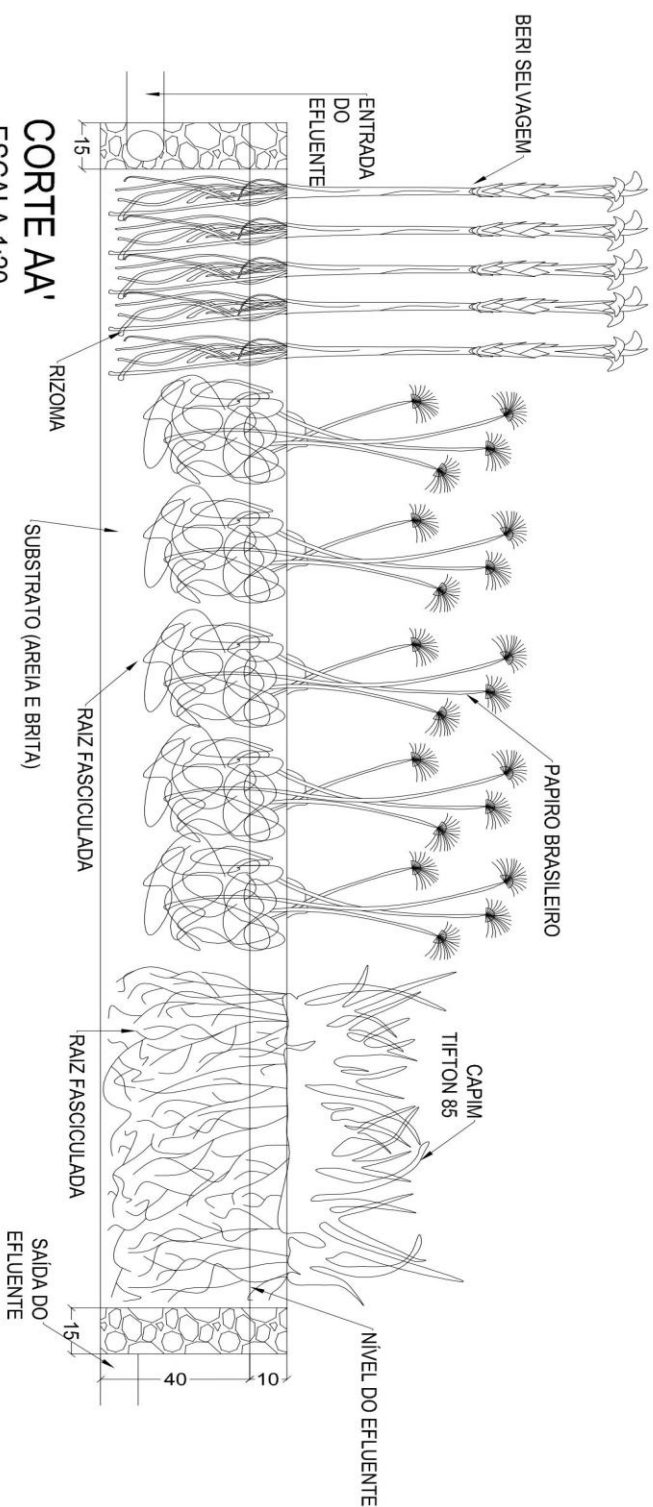 BERI SELVAGEM
PAPIRO BRASILEIRO
CAPIM
TIFTON 85
ENTRADA
DO
EFLUENTE
NÍVEL DO EFLUENTE
10
40
15
15
RIZOMA
SUBSTRATO (AREIA E BRITA)
RAIZ FASCICULADA
RAIZ FASCICULADA
SAÍDA DO
EFLUENTE
CORTE AA'